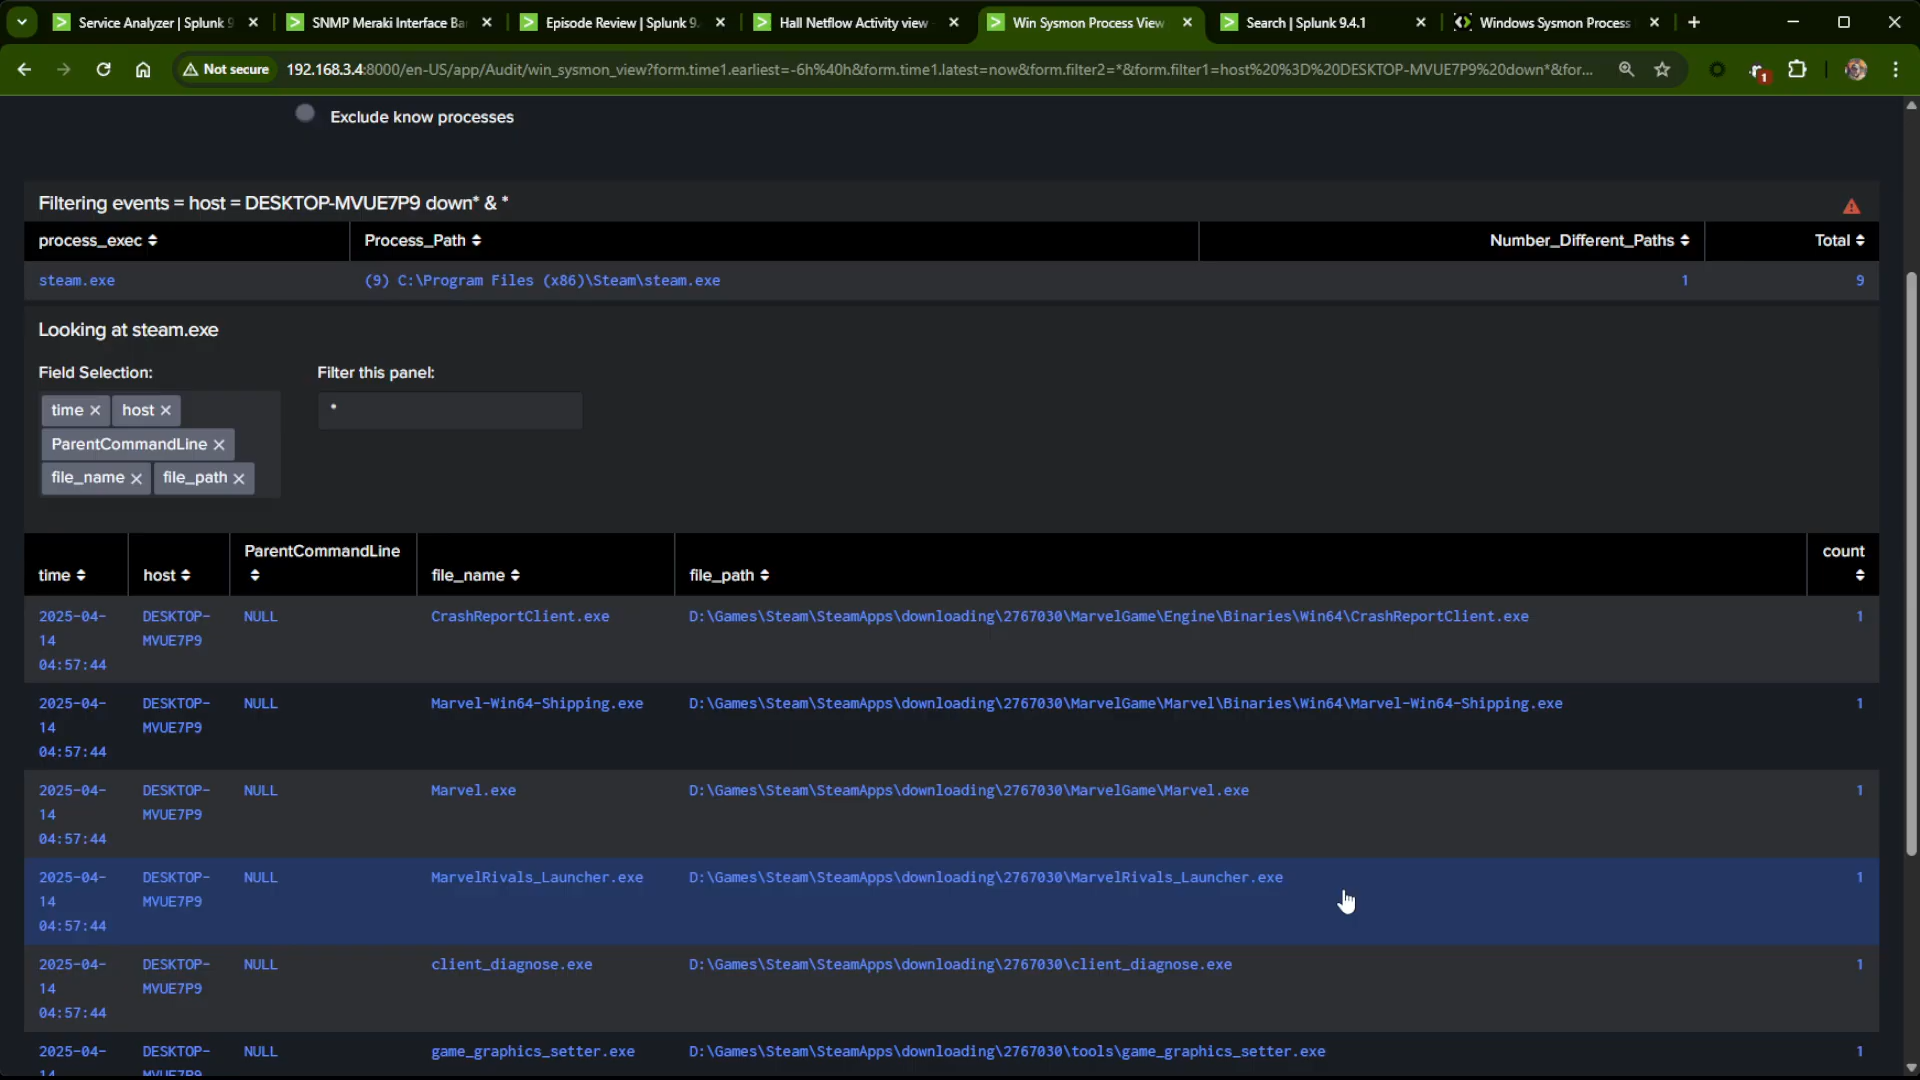 Service Analyzer | Splunk 9
SNMP Meraki Interface Ba
Episode Review | Splunk 9.
Hall Netflow Activity view
Win Sysmon Process View
Search | Splunk 9.4.1
Windows Sysmon Process
Not secure
192.168.3.4:8000/en-US/app/Audit/win_sysmon_view?form.time1.earliest=-6h%40h&form.time1.latest=now&form.filter2=*&form.filter1=host%20%3D%20DESKTOP-MVUE7P9%20down*&for...
1
Exclude know processes
Filtering events = host = DESKTOP-MVUE7P9 down* & *
process_exec Process_Path Number_Different_Paths Total
steam.exe (9) C:\Program Files (x86)\Steam\steam.exe 1 9
Looking at steam.exe
Field Selection: Filter this panel:
time host
*
ParentCommandLine
file_name file_path
time host ParentCommandLine file_name file_path count
2025-04-14 04:57:44 DESKTOP-MVUE7P9 NULL CrashReportClient.exe D:\Games\Steam\SteamApps\downloading\2767030\MarvelGame\Engine\Binaries\Win64\CrashReportClient.exe 1
2025-04-14 04:57:44 DESKTOP-MVUE7P9 NULL Marvel-Win64-Shipping.exe D:\Games\Steam\SteamApps\downloading\2767030\MarvelGame\Marvel\Binaries\Win64\Marvel-Win64-Shipping.exe 1
2025-04-14 04:57:44 DESKTOP-MVUE7P9 NULL Marvel.exe D:\Games\Steam\SteamApps\downloading\2767030\MarvelGame\Marvel.exe 1
2025-04-14 04:57:44 DESKTOP-MVUE7P9 NULL MarvelRivals_Launcher.exe D:\Games\Steam\SteamApps\downloading\2767030\MarvelRivals_Launcher.exe 1
2025-04-14 04:57:44 DESKTOP-MVUE7P9 NULL client_diagnose.exe D:\Games\Steam\SteamApps\downloading\2767030\client_diagnose.exe 1
2025-04-14 DESKTOP-MVUE7P9 NULL game_graphics_setter.exe D:\Games\Steam\SteamApps\downloading\2767030\tools\game_graphics_setter.exe 1